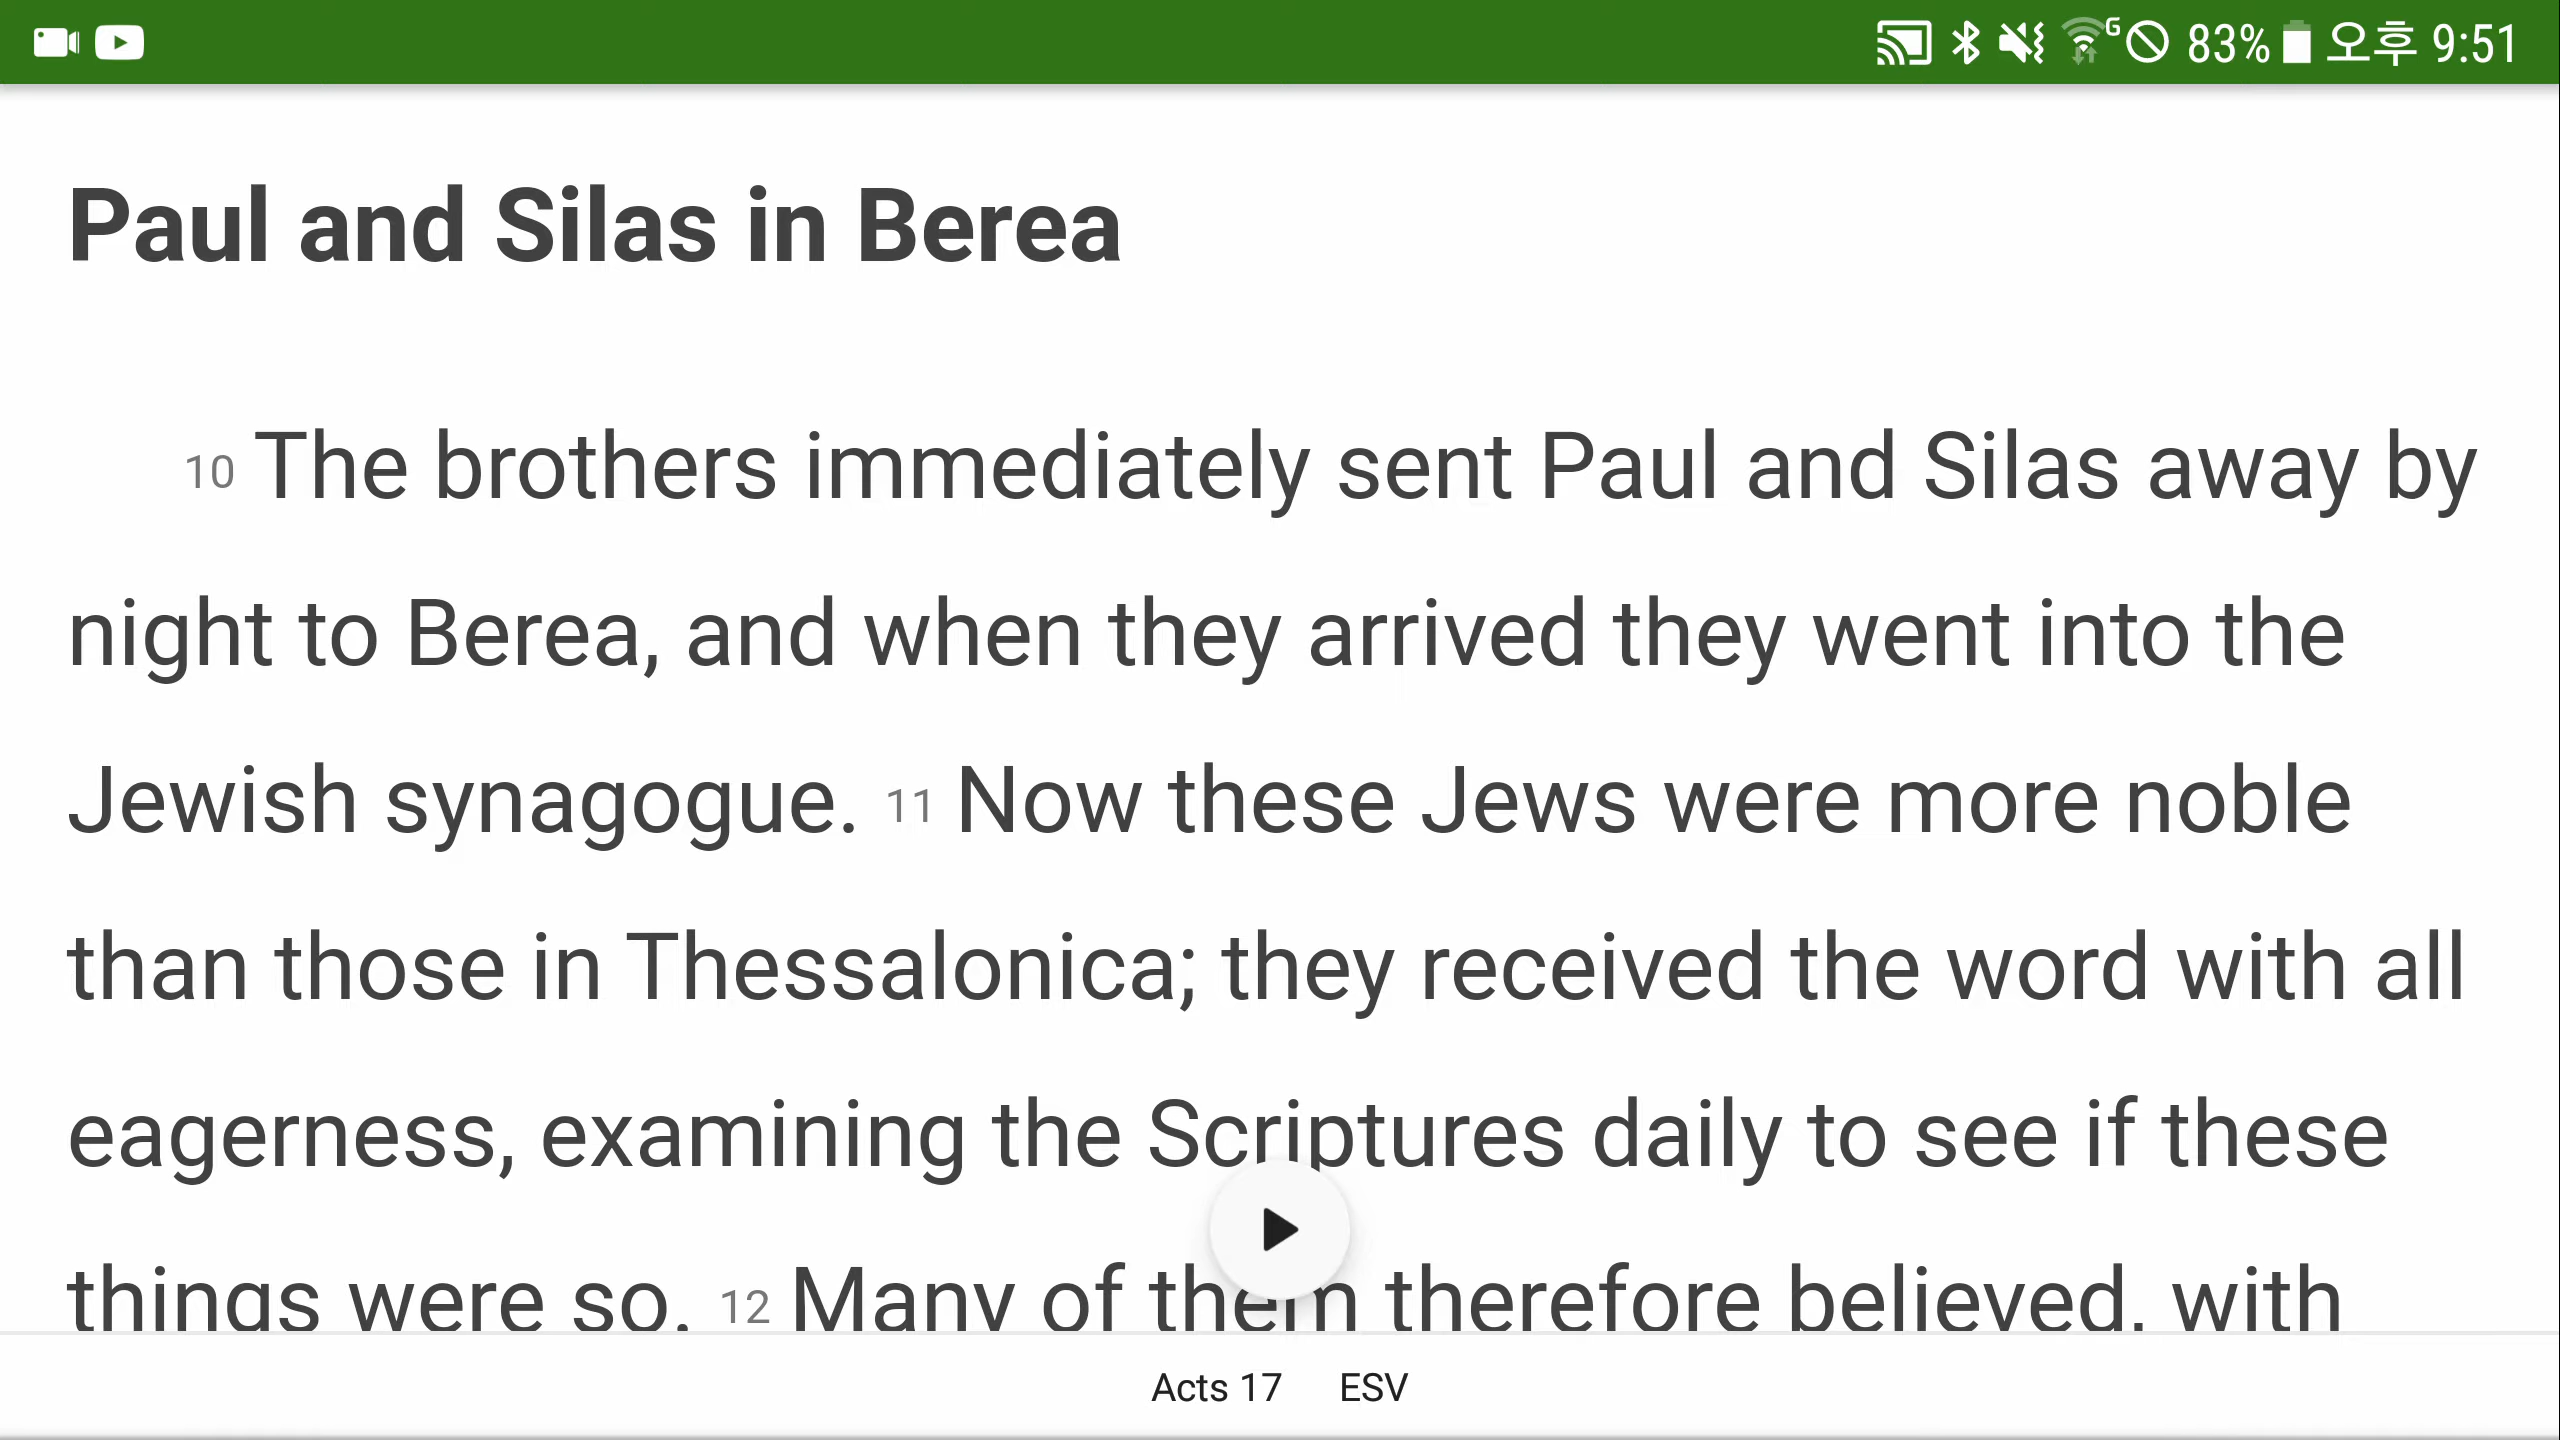 G 83% 오후 9:51
Paul and Silas in Berea
10 The brothers immediately sent Paul and Silas away by
night to Berea, and when they arrived they went into the
Jewish synagogue. 11 Now these Jews were more noble
than those in Thessalonica; they received the word with all
eagerness, examining the Scriptures daily to see if these
things were so. 12 Many of them therefore believed, with
Acts 17 ESV